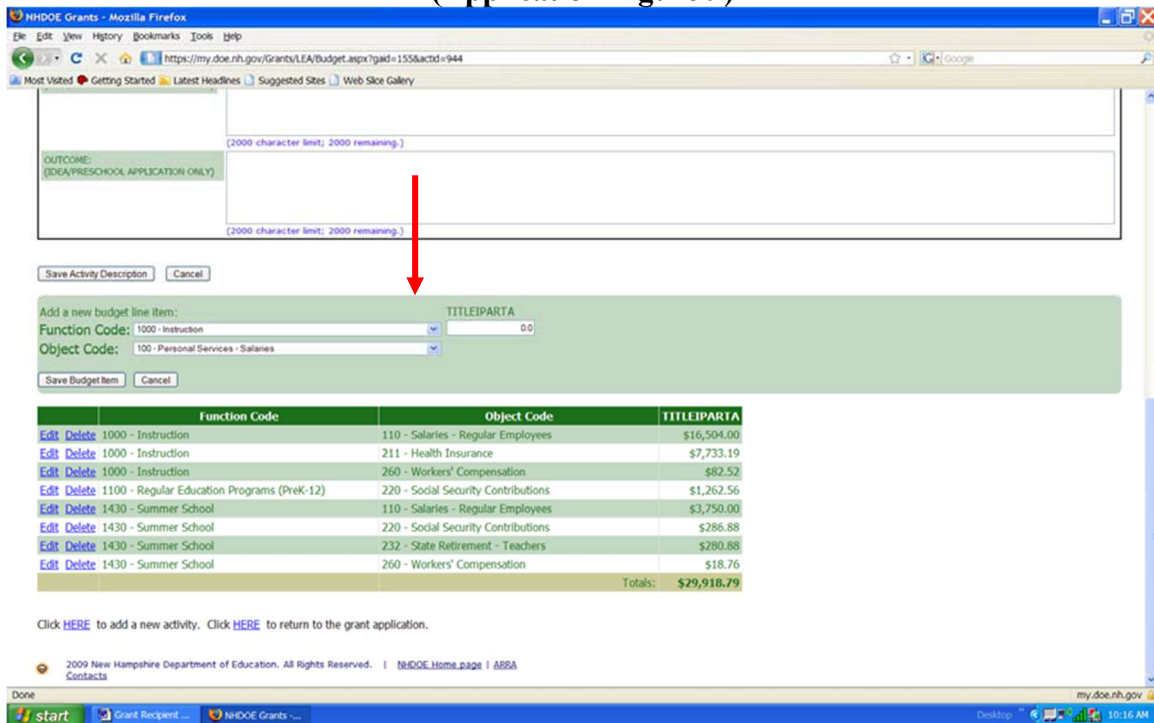 NHDOE Grants - Mozilla Firefox
File Edit View History Bookmarks Tools Help
https://my.doe.nh.gov/Grants/LEA/Budget.aspx?gaid=155&actid=944
Google
Most Visited Getting Started Latest Headlines Suggested Sites Web Slice Gallery
(2000 character limit; 2000 remaining.)
OUTCOME:
(IDEA/PRESCHOOL APPLICATION ONLY)
(2000 character limit; 2000 remaining.)
Save Activity Description Cancel
Add a new budget line item: TITLEIPARTA
Function Code: 1000 - Instruction 0.0
Object Code: 100 - Personal Services - Salaries
Save Budget Item Cancel
Function Code Object Code TITLEIPARTA
Edit Delete 1000 - Instruction 110 - Salaries - Regular Employees $16,504.00
Edit Delete 1000 - Instruction 211 - Health Insurance $7,733.19
Edit Delete 1000 - Instruction 260 - Workers' Compensation $82.52
Edit Delete 1100 - Regular Education Programs (PreK-12) 220 - Social Security Contributions $1,262.56
Edit Delete 1430 - Summer School 110 - Salaries - Regular Employees $3,750.00
Edit Delete 1430 - Summer School 220 - Social Security Contributions $286.88
Edit Delete 1430 - Summer School 232 - State Retirement - Teachers $280.88
Edit Delete 1430 - Summer School 260 - Workers' Compensation $18.76
Totals: $29,918.79
Click HERE to add a new activity. Click HERE to return to the grant application.
2009 New Hampshire Department of Education. All Rights Reserved. | NHDOE Home page | ARRA
Contacts
Done my.doe.nh.gov
start Grant Recipient ... NHDOE Grants -... Desktop 10:16 AM